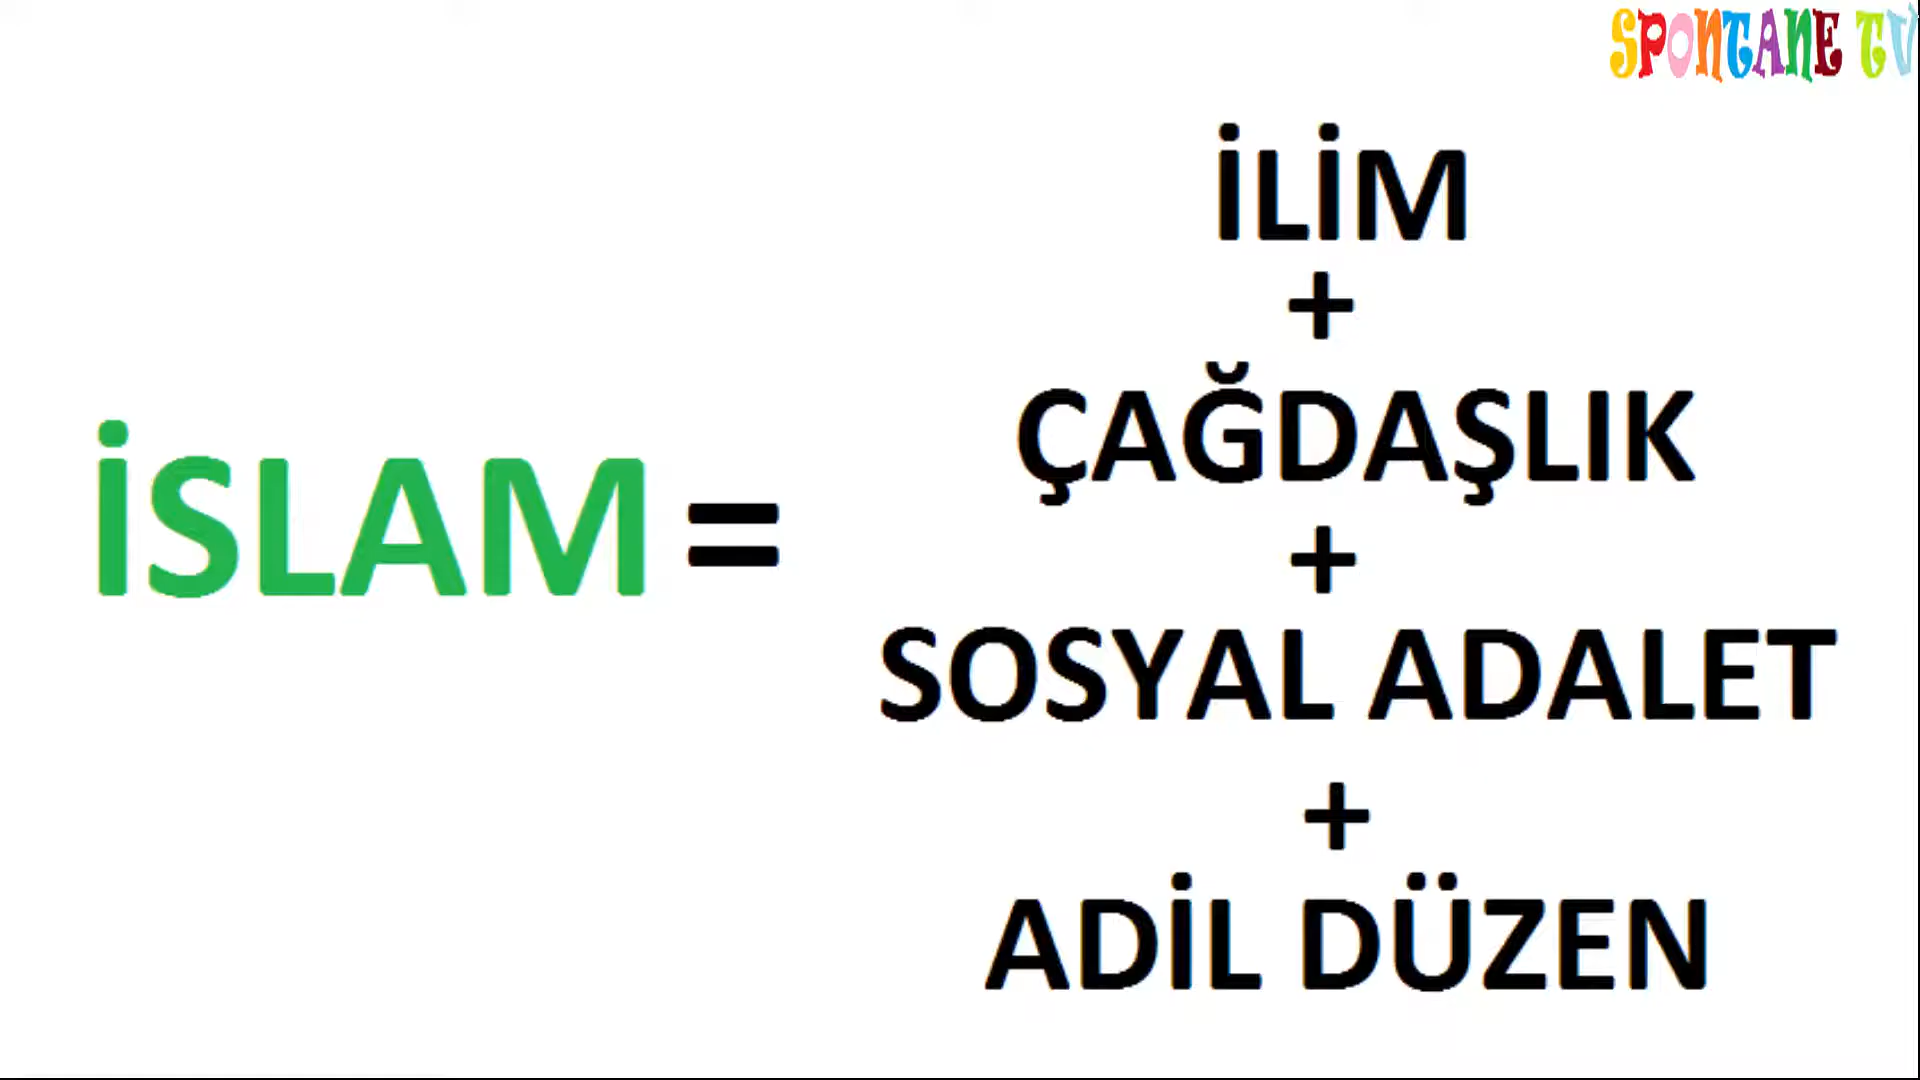 SPONTANE TV
İLİM
+
ÇAĞDAŞLIK
+
İSLAM =
SOSYAL ADALET
+
ADİL DÜZEN